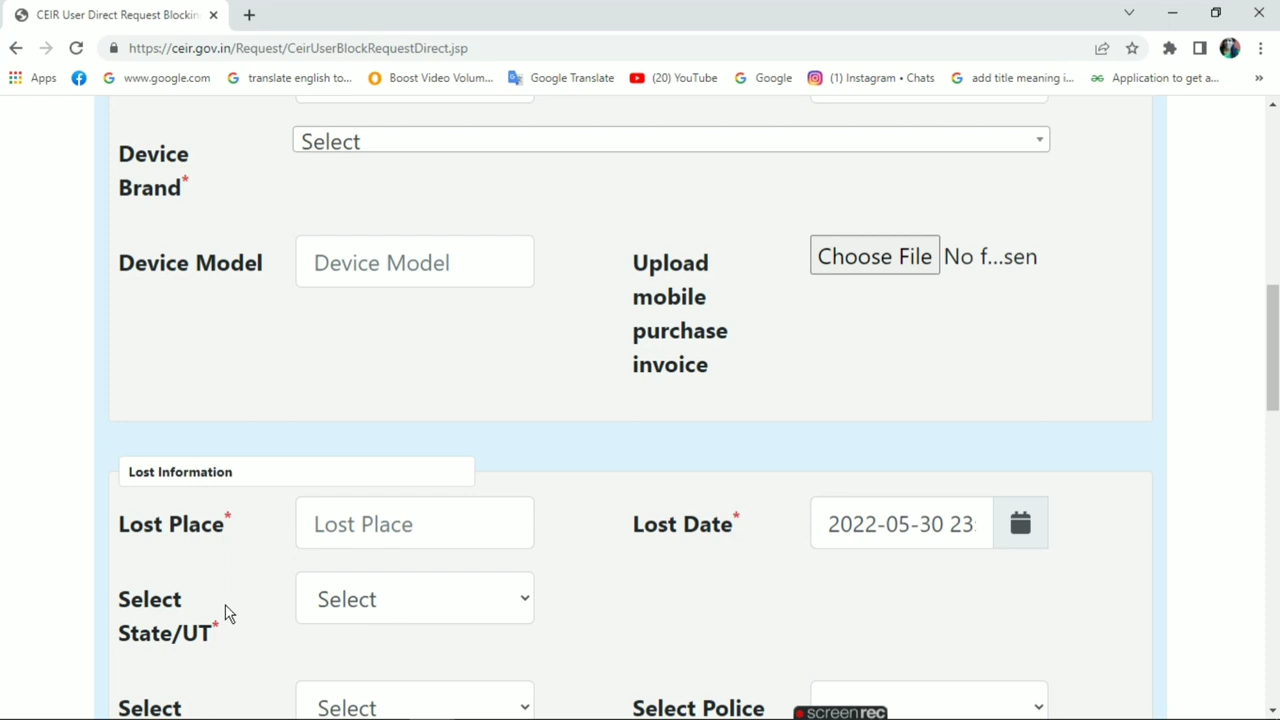 CEIR User Direct Request Blockin
https://ceir.gov.in/Request/CeirUserBlockRequestDirect.jsp
Apps www.google.com translate english to... Boost Video Volum... Google Translate (20) YouTube Google (1) Instagram • Chats add title meaning i... Application to get a... »
Device Brand* Select
Device Model Device Model
Upload mobile purchase invoice Choose File No f...sen
Lost Information
Lost Place* Lost Place
Lost Date* 2022-05-30 23:
Select State/UT* Select
Select Select
Select Police
screenrec